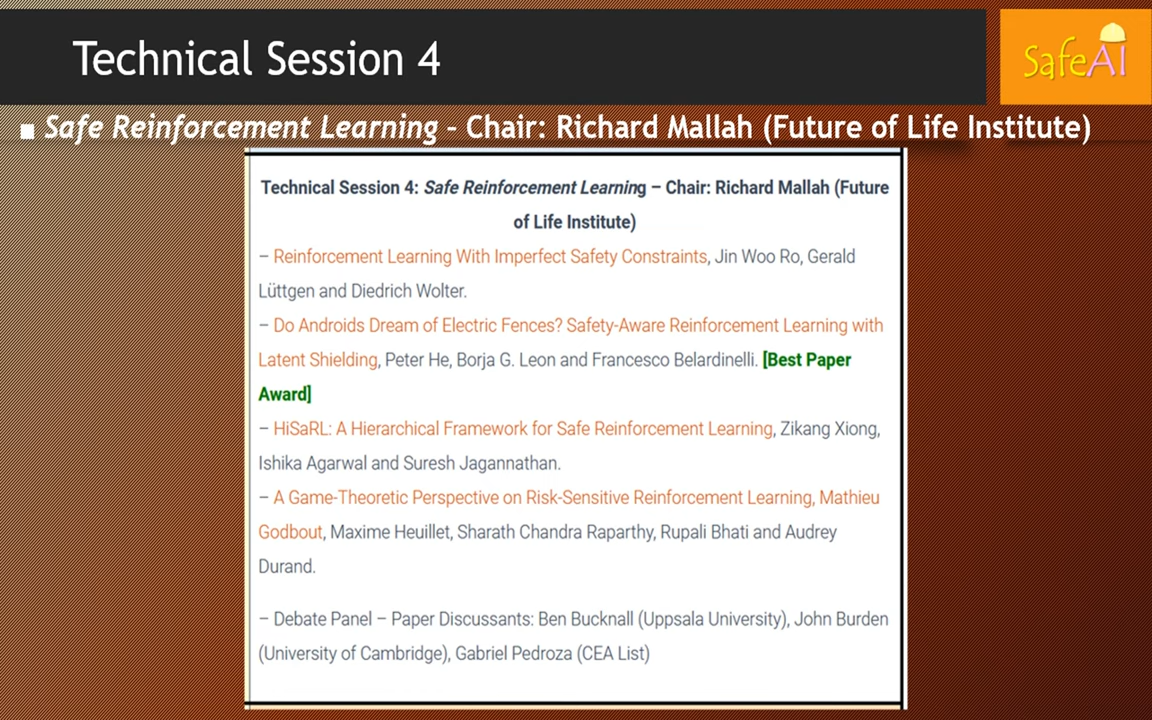 Technical Session 4
SafeAI
Safe Reinforcement Learning – Chair: Richard Mallah (Future of Life Institute)
Technical Session 4: Safe Reinforcement Learning – Chair: Richard Mallah (Future
of Life Institute)
– Reinforcement Learning With Imperfect Safety Constraints, Jin Woo Ro, Gerald
Lüttgen and Diedrich Wolter.
– Do Androids Dream of Electric Fences? Safety-Aware Reinforcement Learning with
Latent Shielding, Peter He, Borja G. Leon and Francesco Belardinelli. [Best Paper
Award]
– HiSaRL: A Hierarchical Framework for Safe Reinforcement Learning, Zikang Xiong,
Ishika Agarwal and Suresh Jagannathan.
– A Game-Theoretic Perspective on Risk-Sensitive Reinforcement Learning, Mathieu
Godbout, Maxime Heuillet, Sharath Chandra Raparthy, Rupali Bhati and Audrey
Durand.
– Debate Panel – Paper Discussants: Ben Bucknall (Uppsala University), John Burden
(University of Cambridge), Gabriel Pedroza (CEA List)